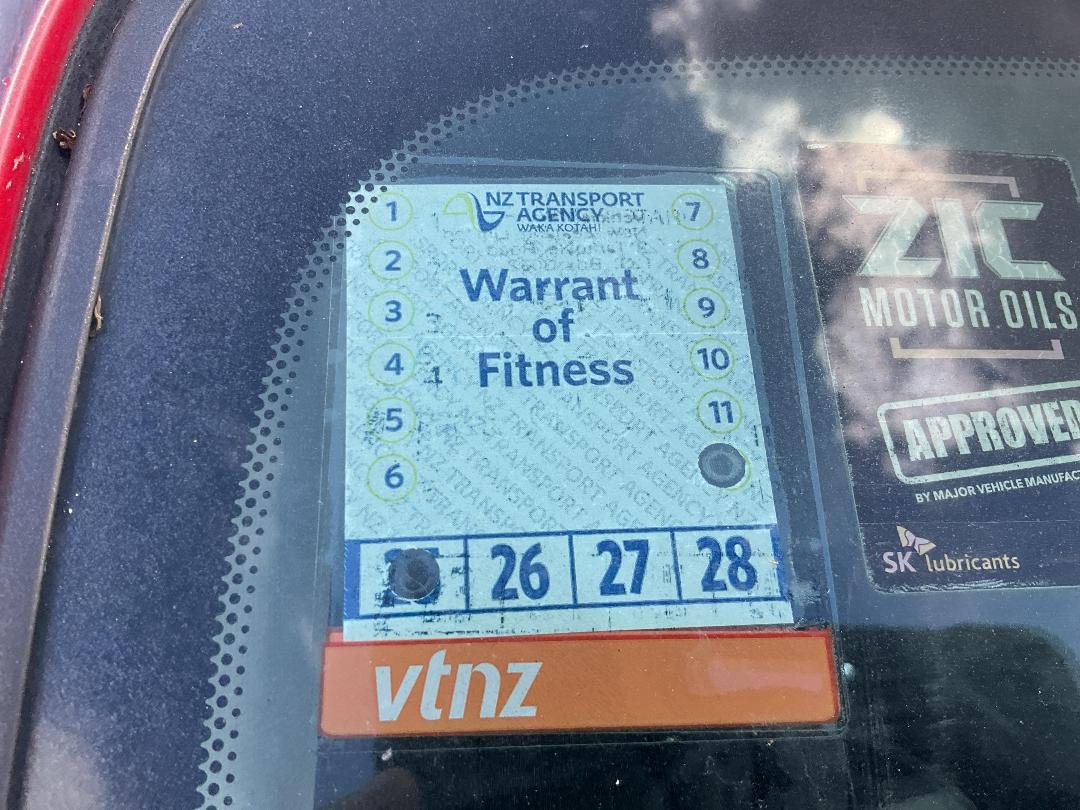 NZ TRANSPORT
AGENCY
WAKA KOTAHI
Warrant
of
Fitness
1
2
3
4
5
6
7
8
9
10
11
26
27
28
vtnz
ZIC
MOTOR OILS
APPROVED
BY MAJOR VEHICLE
SK lubricants